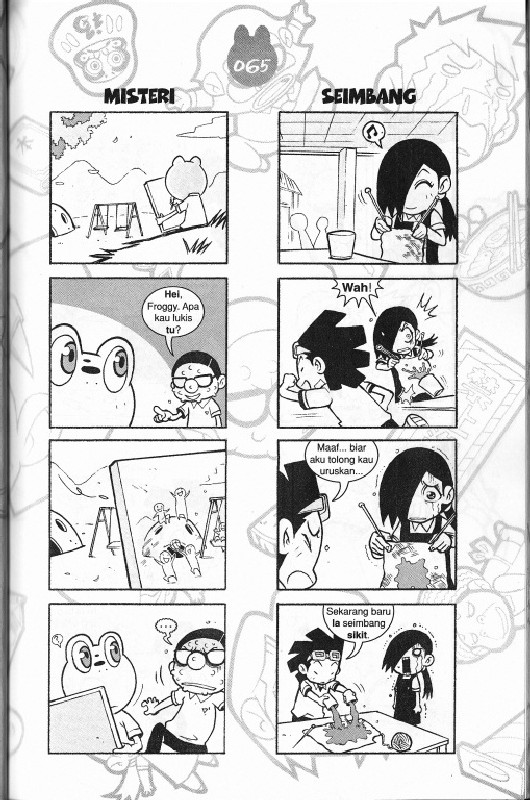 065
MISTERI
Hei,
Froggy. Apa
kau lukis
tu?
SEIMBANG
Wah!
Maaf... biar
aku tolong kau
uruskan...
Sekarang baru
ia seimbang
sikit.